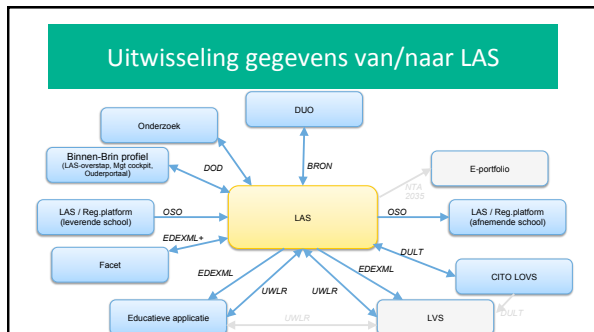 Uitwisseling gegevens van/naar LAS
DUO
Onderzoek
Binnen-Brin profiel
(LAS-overstap, Mgt cockpit,
Ouderportaal)
DOD
BRON
E-portfolio
NTA
2035
LAS / Reg.platform
(leverende school)
OSO
LAS
OSO
LAS / Reg.platform
(afnemende school)
EDEXML+
Facet
DULT
CITO LOVS
EDEXML
EDEXML
UWLR
UWLR
Educatieve applicatie
UWLR
LVS
DULT